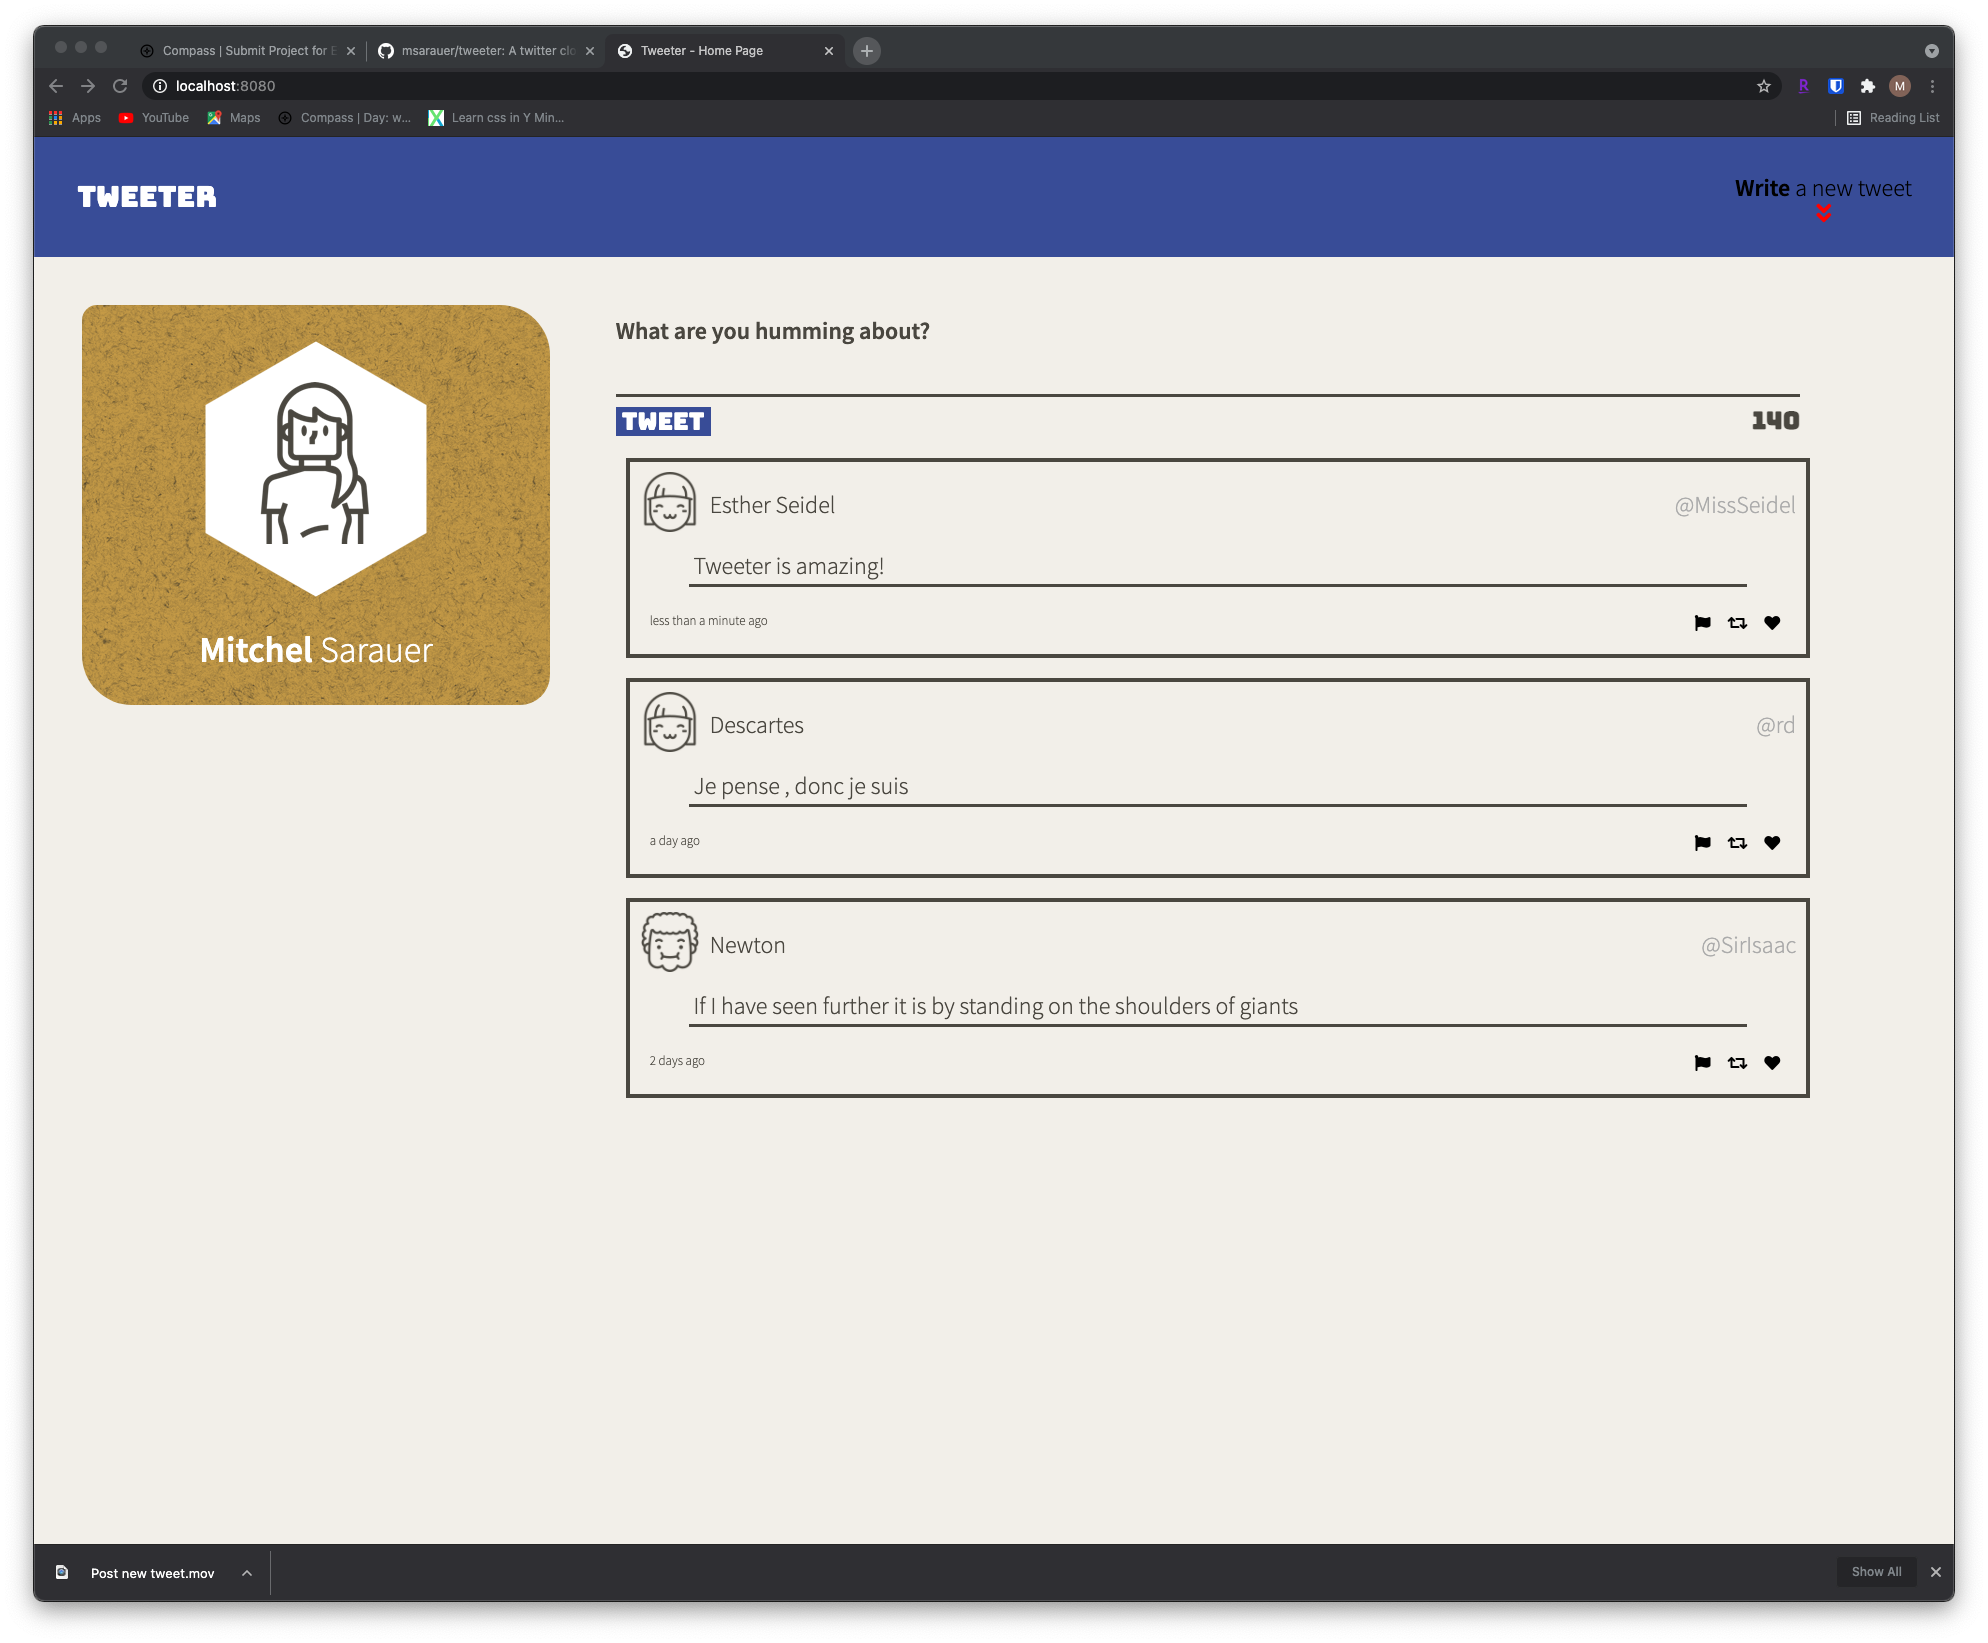 Compass | Submit Project for E
msarauer/tweeter: A twitter clo
Tweeter - Home Page
localhost:8080
R
M
Apps
YouTube
Maps
Compass | Day: w...
Learn css in Y Min...
Reading List
TWEETER
Write a new tweet
Mitchel Sarauer
What are you humming about?
TWEET
140
Esther Seidel
@MissSeidel
Tweeter is amazing!
less than a minute ago
Descartes
@rd
Je pense , donc je suis
a day ago
Newton
@SirIsaac
If I have seen further it is by standing on the shoulders of giants
2 days ago
Post new tweet.mov
Show All